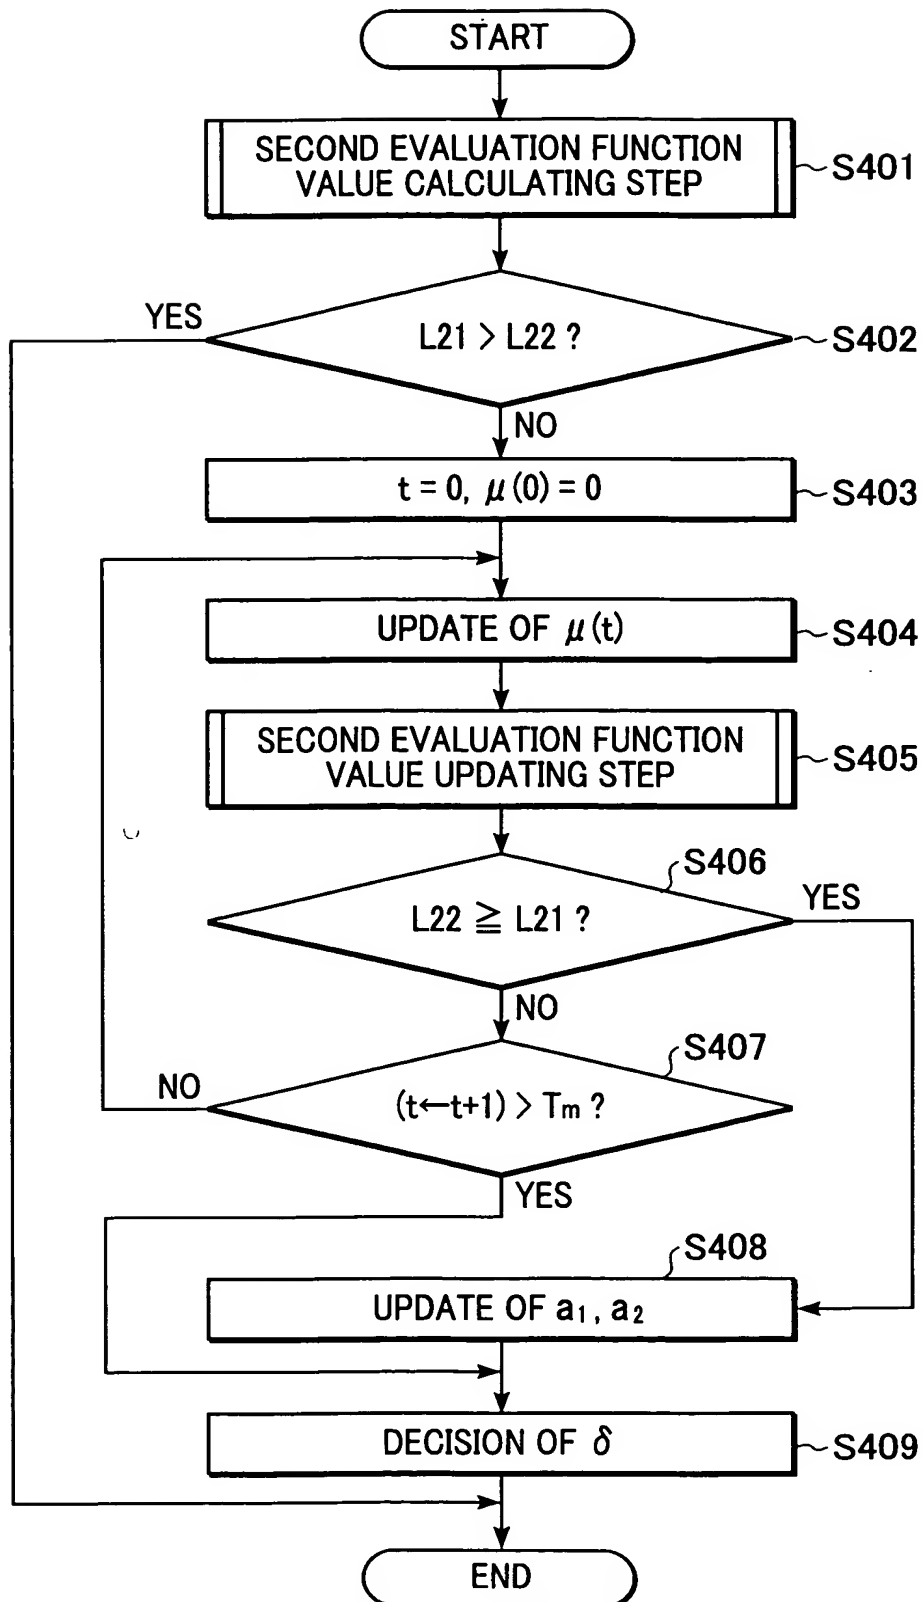 START
SECOND EVALUATION FUNCTION
VALUE CALCULATING STEP
S401
YES
L21 > L22 ?
S402
NO
t = 0, μ(0) = 0
S403
UPDATE OF μ(t)
S404
SECOND EVALUATION FUNCTION
VALUE UPDATING STEP
S405
S406
YES
L22 ≧ L21 ?
NO
S407
NO
(t←t+1) > Tm ?
YES
S408
UPDATE OF a1, a2
DECISION OF δ
S409
END